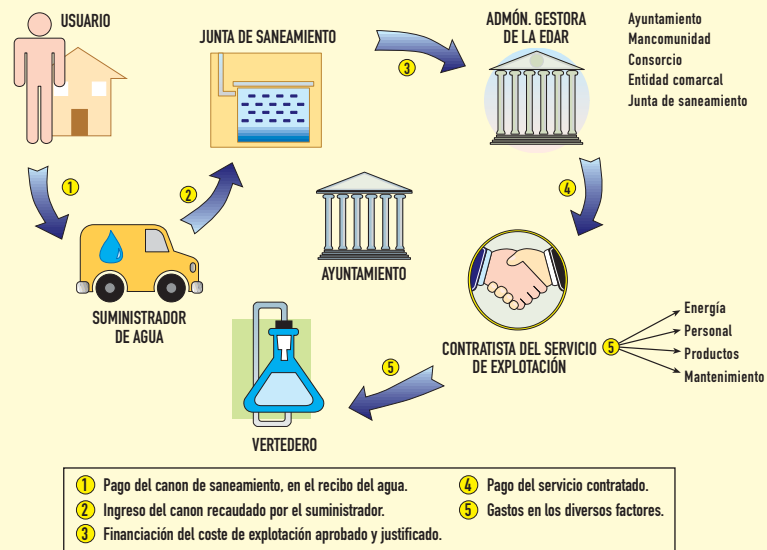 USUARIO
JUNTA DE SANEAMIENTO
ADMÓN. GESTORA
DE LA EDAR
Ayuntamiento
Mancomunidad
Consorcio
Entidad comarcal
Junta de saneamiento
3
1
2
4
AYUNTAMIENTO
SUMINISTRADOR
DE AGUA
CONTRATISTA DEL SERVICIO
DE EXPLOTACIÓN
5
Energía
Personal
Productos
Mantenimiento
5
VERTEDERO
1 Pago del canon de saneamiento, en el recibo del agua.
2 Ingreso del canon recaudado por el suministrador.
3 Financiación del coste de explotación aprobado y justificado.
4 Pago del servicio contratado.
5 Gastos en los diversos factores.